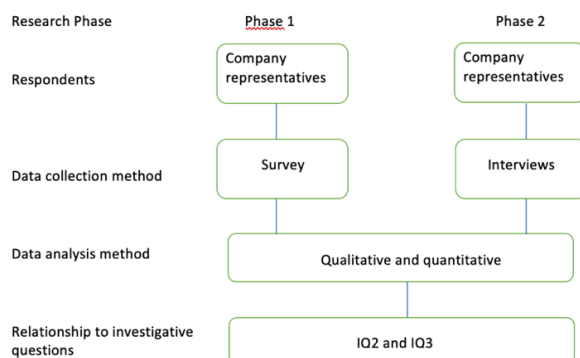 Research Phase Phase 1 Phase 2
Respondents
Company
representatives
Company
representatives
Data collection method
Survey
Interviews
Data analysis method
Qualitative and quantitative
Relationship to investigative
questions
IQ2 and IQ3